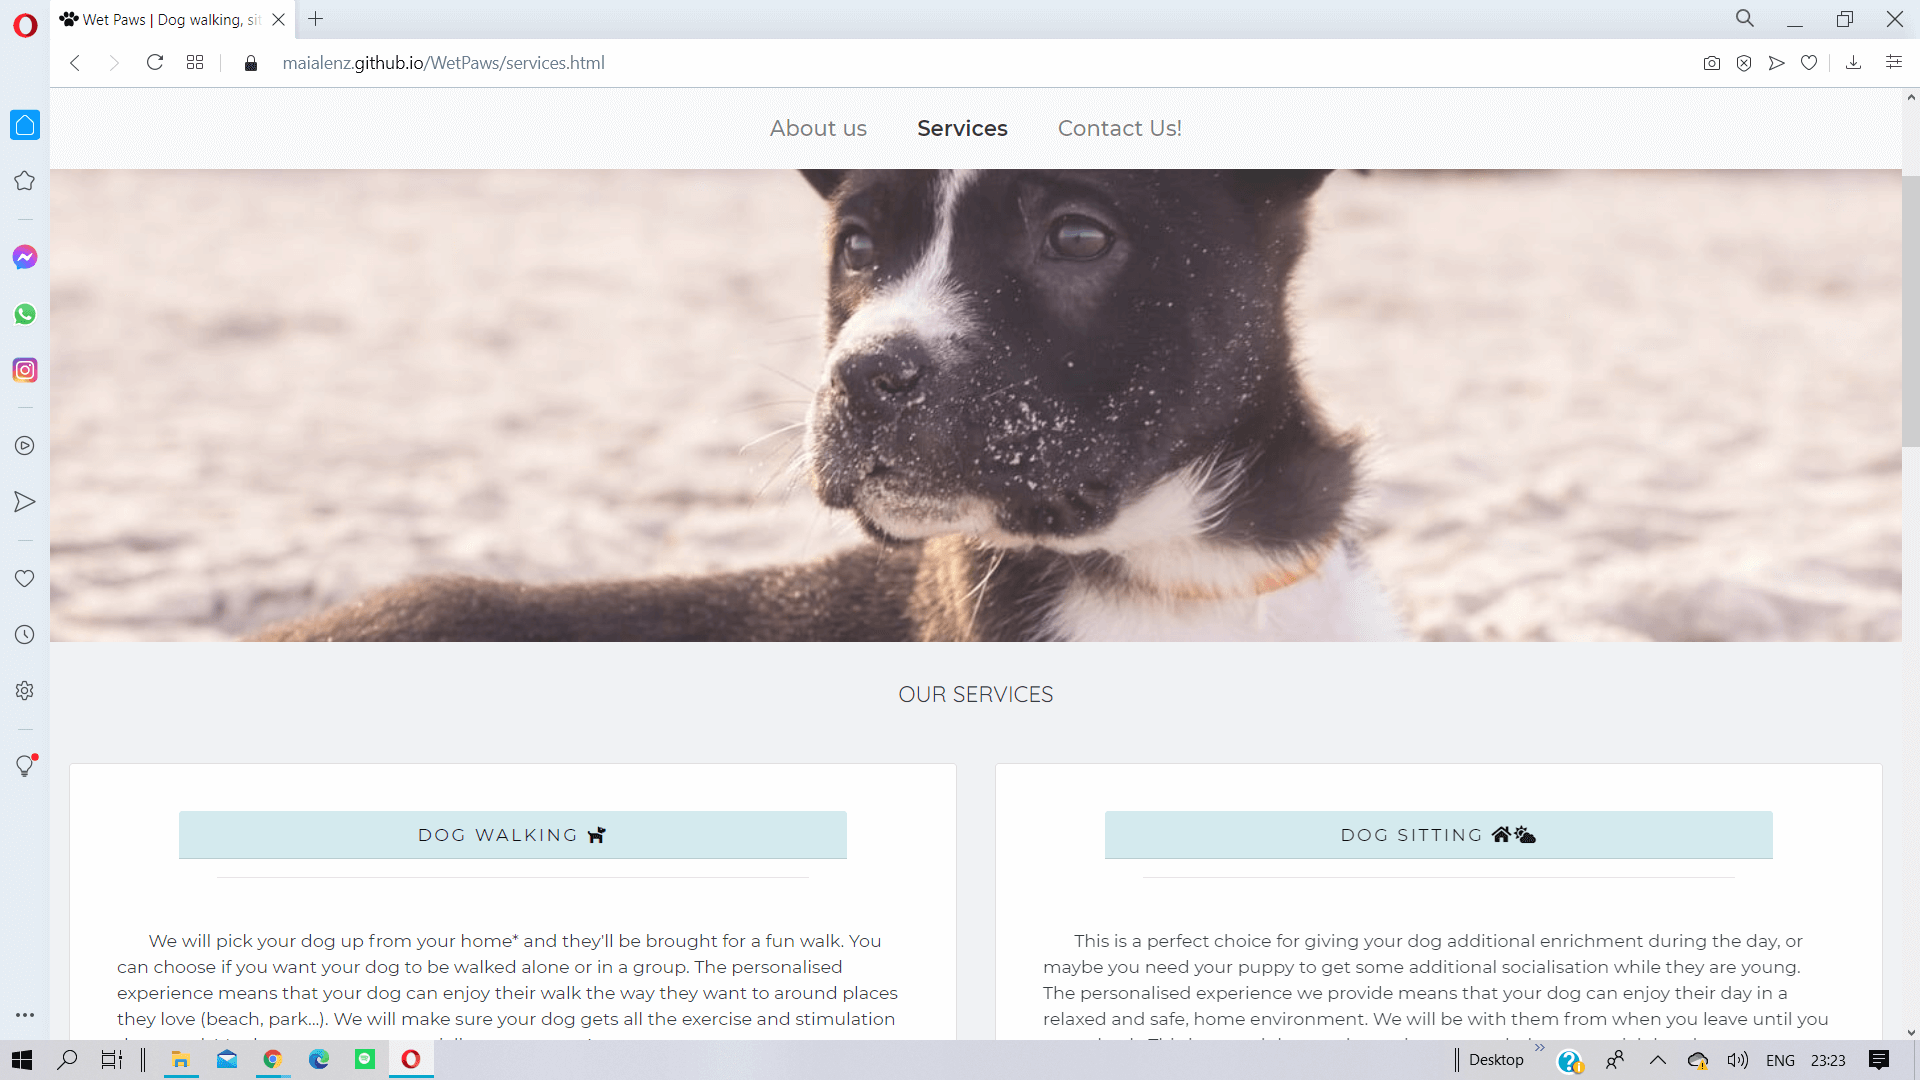 Wet Paws | Dog walking, sit
maialenz.github.io/WetPaws/services.html
About us Services Contact Us!
OUR SERVICES
DOG WALKING
We will pick your dog up from your home* and they'll be brought for a fun walk. You
can choose if you want your dog to be walked alone or in a group. The personalised
experience means that your dog can enjoy their walk the way they want to around places
they love (beach, park...). We will make sure your dog gets all the exercise and stimulation
DOG SITTING
This is a perfect choice for giving your dog additional enrichment during the day, or
maybe you need your puppy to get some additional socialisation while they are young.
The personalised experience we provide means that your dog can enjoy their day in a
relaxed and safe, home environment. We will be with them from when you leave until you
Desktop ENG 23:23